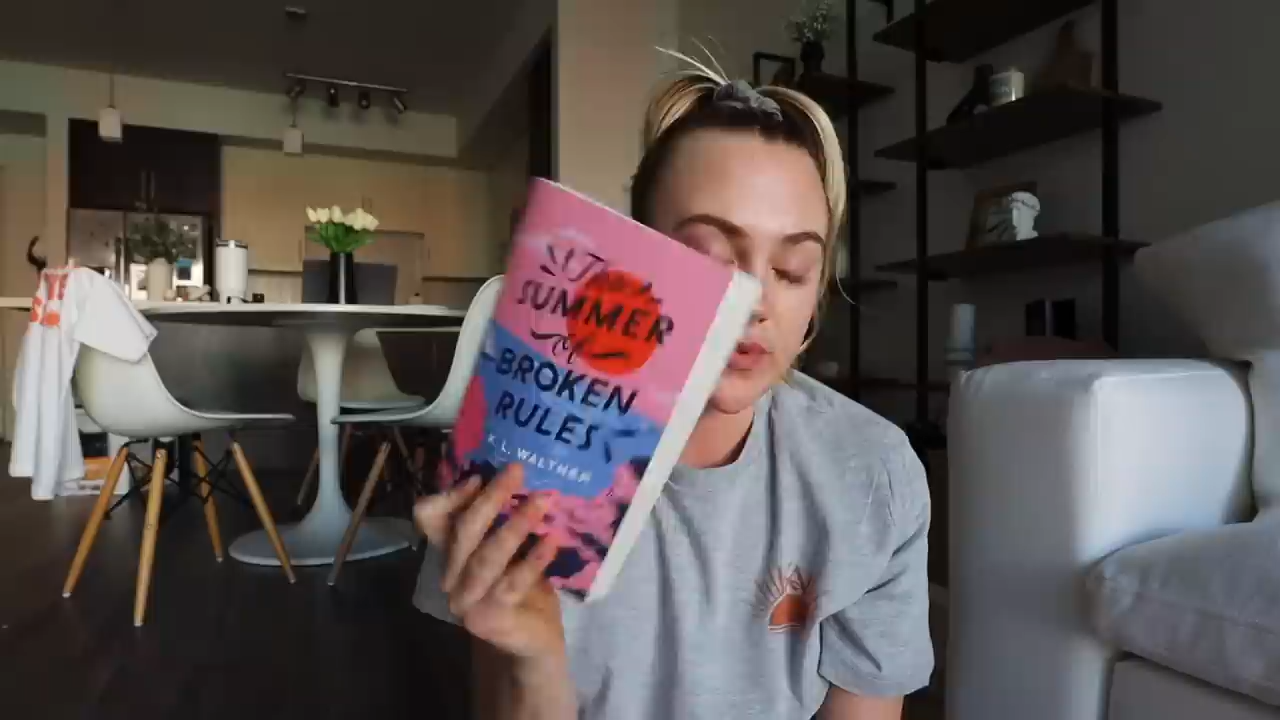 The
SUMMER
of
BROKEN
RULES
K. L. WALTHER